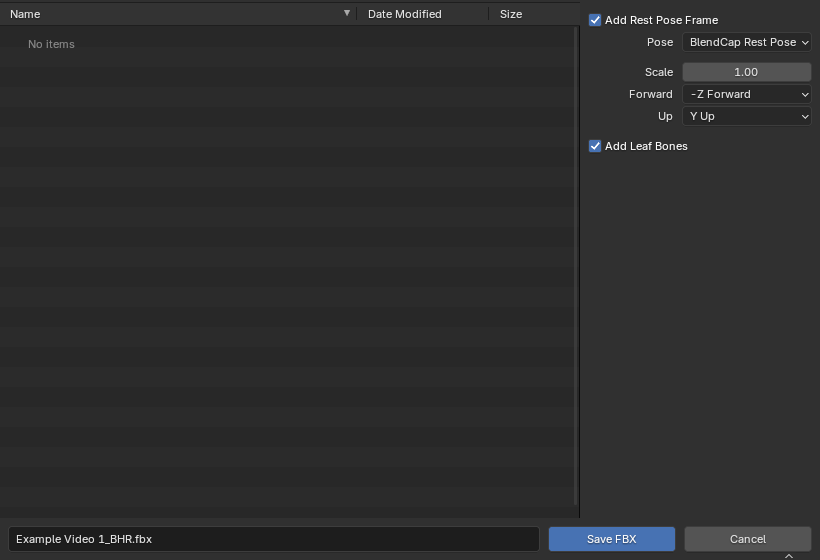 Name Date Modified Size
No items
Add Rest Pose Frame
Pose BlendCap Rest Pose
Scale 1.00
Forward -Z Forward
Up Y Up
Add Leaf Bones
Example Video 1_BHR.fbx Save FBX Cancel